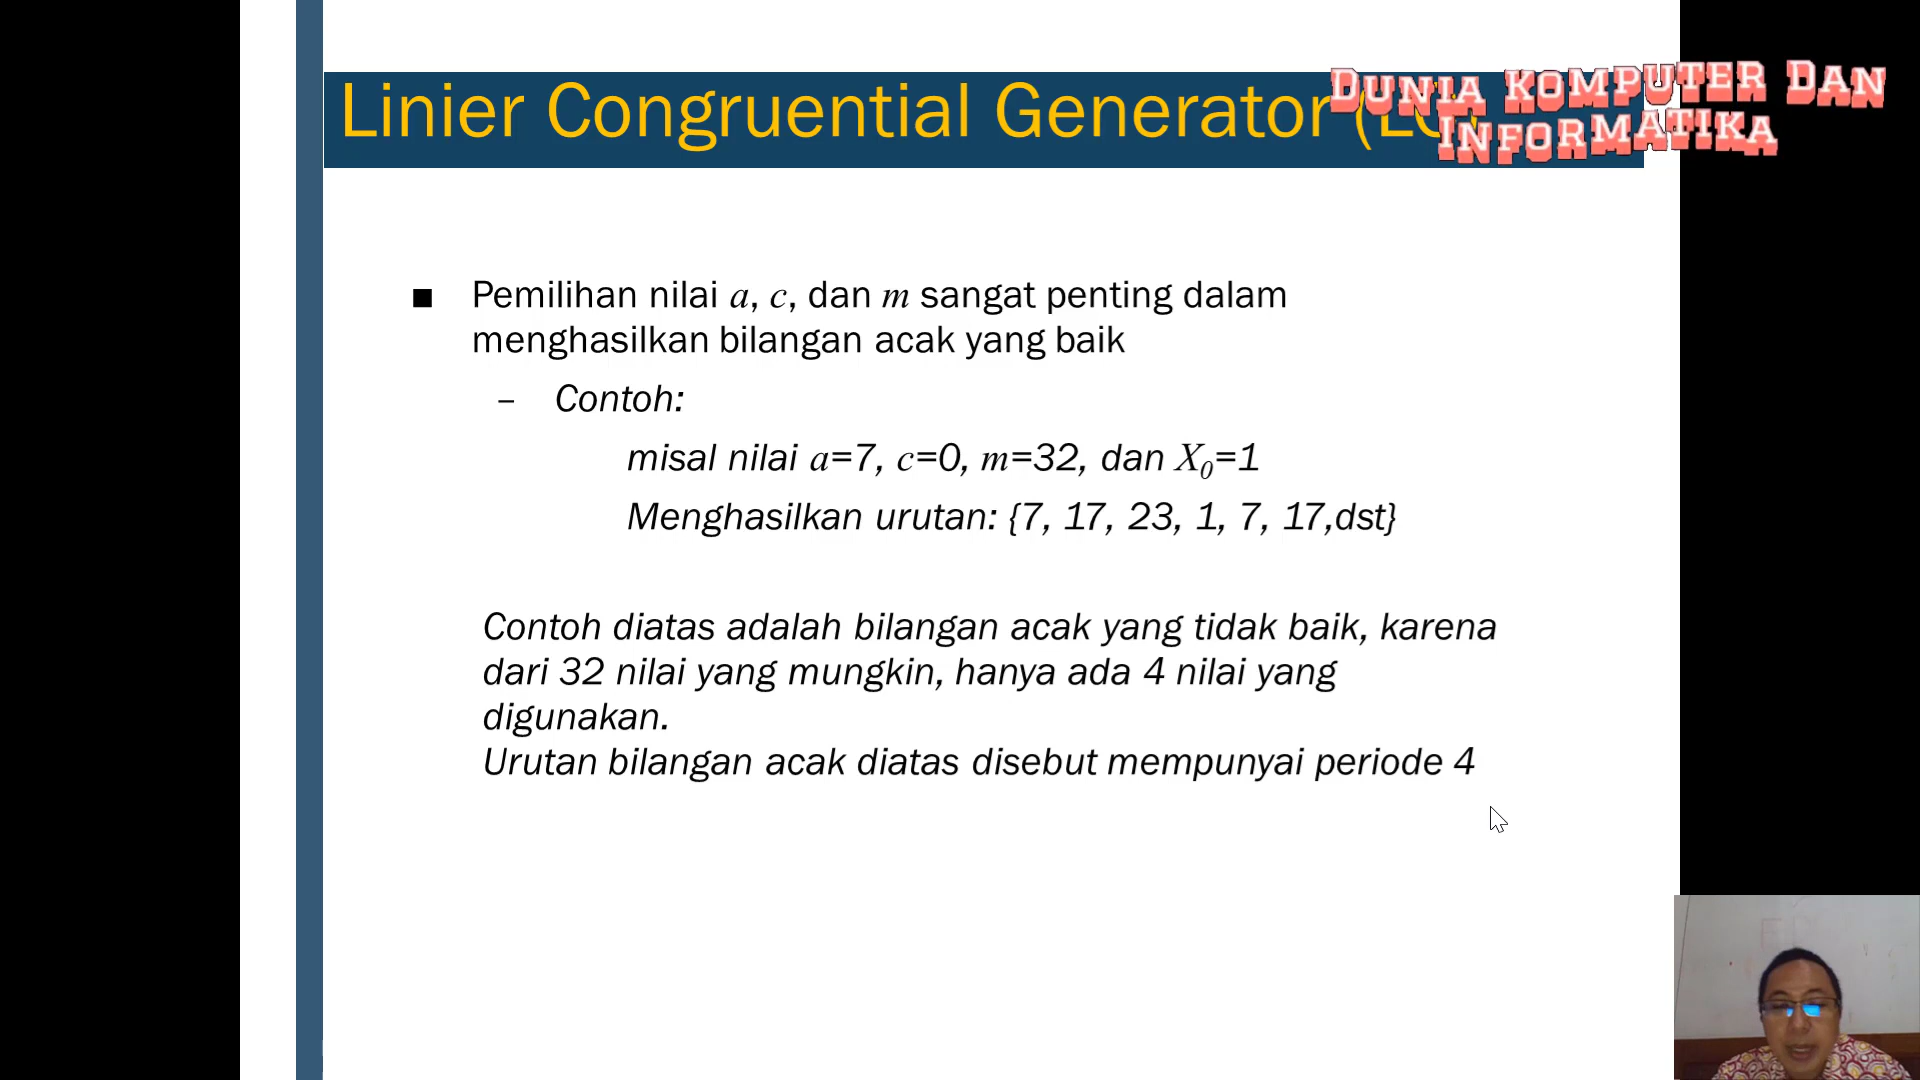 Linier Congruential Generator (LC
DUNIA KOMPUTER DAN
INFORMATIKA
■ Pemilihan nilai a, c, dan m sangat penting dalam
menghasilkan bilangan acak yang baik
– Contoh:
misal nilai a=7, c=0, m=32, dan X0=1
Menghasilkan urutan: {7, 17, 23, 1, 7, 17,dst}
Contoh diatas adalah bilangan acak yang tidak baik, karena
dari 32 nilai yang mungkin, hanya ada 4 nilai yang
digunakan.
Urutan bilangan acak diatas disebut mempunyai periode 4